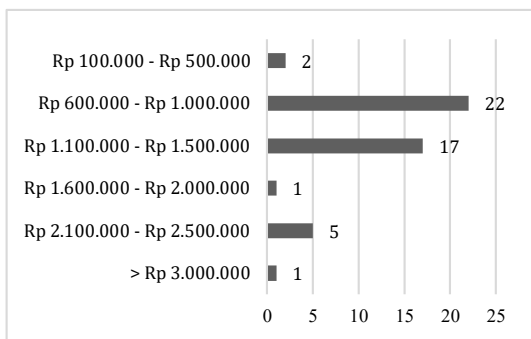 Rp 100.000 - Rp 500.000 2
Rp 600.000 - Rp 1.000.000 22
Rp 1.100.000 - Rp 1.500.000 17
Rp 1.600.000 - Rp 2.000.000 1
Rp 2.100.000 - Rp 2.500.000 5
> Rp 3.000.000 1
0 5 10 15 20 25